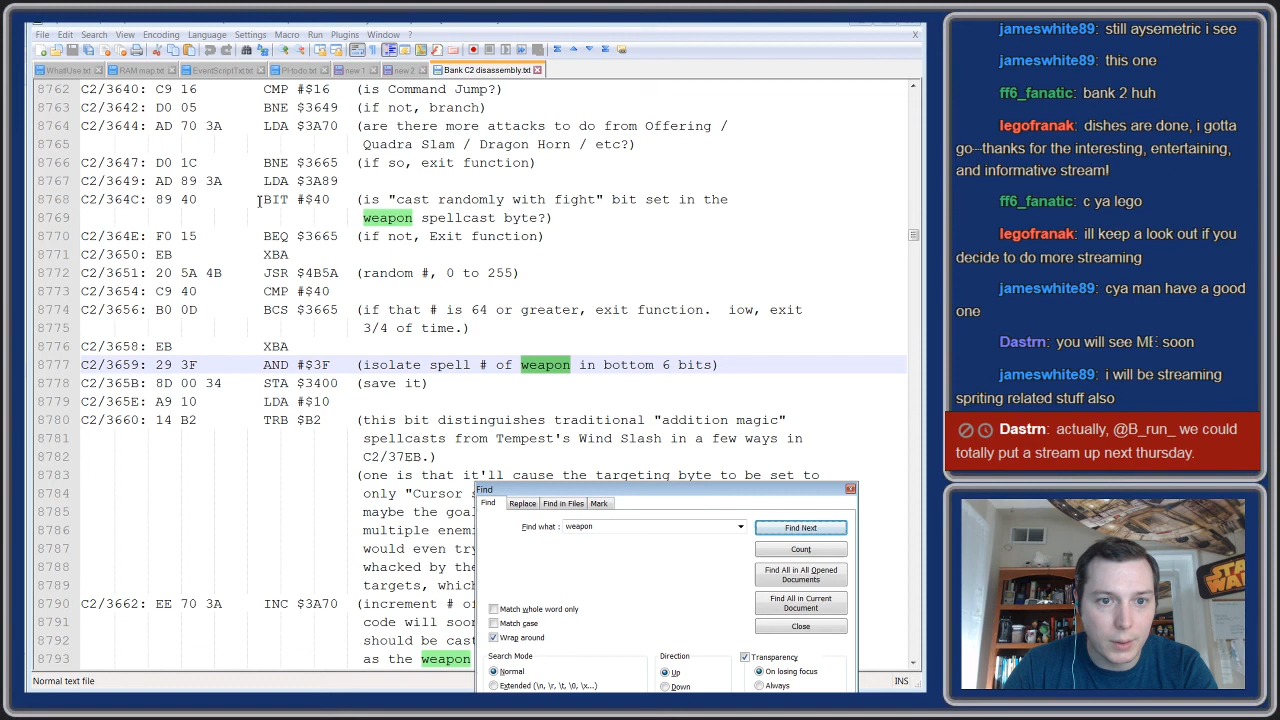 File Edit Search View Encoding Language Settings Macro Run Plugins Window ? X
WhatIUse.txt RAM map.txt EventScriptTxt.txt PHtodo.txt new 1 new 2 Bank C2 disassembly.txt
8762 C2/3640: C9 16 CMP #$16 (is Command Jump?)
8763 C2/3642: D0 05 BNE $3649 (if not, branch)
8764 C2/3644: AD 70 3A LDA $3A70 (are there more attacks to do from Offering /
8765 Quadra Slam / Dragon Horn / etc?)
8766 C2/3647: D0 1C BNE $3665 (if so, exit function)
8767 C2/3649: AD 89 3A LDA $3A89
8768 C2/364C: 89 40 BIT #$40 (is "cast randomly with fight" bit set in the
8769 weapon spellcast byte?)
8770 C2/364E: F0 15 BEQ $3665 (if not, Exit function)
8771 C2/3650: EB XBA
8772 C2/3651: 20 5A 4B JSR $4B5A (random #, 0 to 255)
8773 C2/3654: C9 40 CMP #$40
8774 C2/3656: B0 0D BCS $3665 (if that # is 64 or greater, exit function. iow, exit
8775 3/4 of time.)
8776 C2/3658: EB XBA
8777 C2/3659: 29 3F AND #$3F (isolate spell # of weapon in bottom 6 bits)
8778 C2/365B: 8D 00 34 STA $3400 (save it)
8779 C2/365E: A9 10 LDA #$10
8780 C2/3660: 14 B2 TRB $B2 (this bit distinguishes traditional "addition magic"
8781 spellcasts from Tempest's Wind Slash in a few ways in
8782 C2/37EB.)
8783 (one is that it'll cause the targeting byte to be set to
8784 only "Cursor s
8785 maybe the goal
8786 multiple enemi
8787 would even try
8788 whacked by the
8789 targets, which
8790 C2/3662: EE 70 3A INC $3A70 (increment # of
8791 code will soon
8792 should be cast
8793 as the weapon
Find
Find Replace Find in Files Mark
Find what : weapon Find Next
Count
Find All in All Opened
Documents
Find All in Current
Document
Match whole word only
Match case
Wrap around
Close
Search Mode Direction Transparency
Normal Up On losing focus
Extended (\n, \r, \t, \0, \x...) Down Always
Normal text file INS
jameswhite89: still aysemetric i see
jameswhite89: this one
ff6_fanatic: bank 2 huh
legofranak: dishes are done, i gotta
go--thanks for the interesting, entertaining,
and informative stream!
ff6_fanatic: c ya lego
legofranak: ill keep a look out if you
decide to do more streaming
jameswhite89: cya man have a good
one
Dastrn: you will see ME soon
jameswhite89: i will be streaming
spriting related stuff also
Dastrn: actually, @B_run_ we could
totally put a stream up next thursday.
STAR
WARS